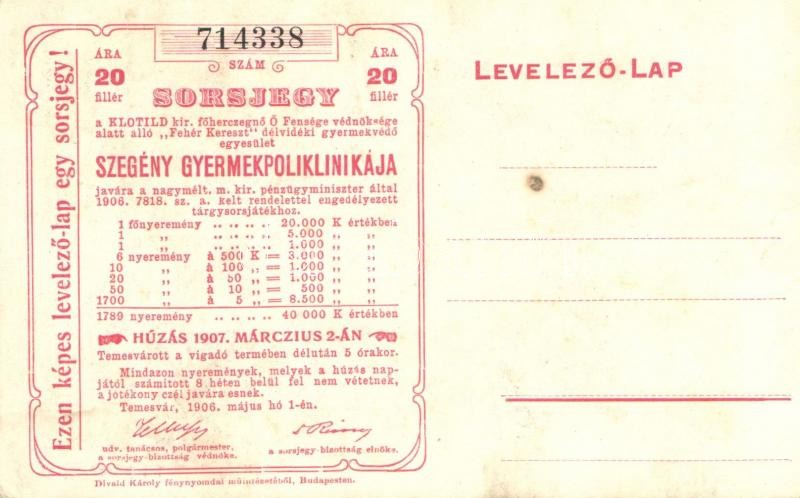 Ezen képes levelező-lap egy sorsjegy!
714338
SZÁM
ÁRA
20
fillér
ÁRA
20
fillér
SORSJEGY
a KLOTILD kir. főherczegnő Ő Fensége védnöksége
alatt álló „Fehér Kereszt" délvidéki gyermekvédő
egyesület
SZEGÉNY GYERMEKPOLIKLINIKÁJA
javára a nagymélt. m. kir. pénzügyminiszter által
1906. 7818. sz. a. kelt rendelettel engedélyezett
tárgysorsjátékhoz.
1 főnyeremény .. .. .. .. 20.000 K értékben
1 „ .. .. .. .. 5.000 „ „
1 „ .. .. .. .. 1.000 „ „
6 nyeremény à 500 K = 3.000 „ „
10 „ à 100 „ = 1.000 „ „
20 „ à 50 „ = 1.000 „ „
50 „ à 10 „ = 500 „ „
1700 „ à 5 „ = 8.500 „ „
1789 nyeremény .. .. .. .. 40 000 K értékben
HÚZÁS 1907. MÁRCZIUS 2-ÁN
Temesvárott a vigadó termében délután 5 órakor.
Mindazon nyeremények, melyek a húzás nap-
jától számított 8 héten belül fel nem vétetnek,
a jótékony czél javára esnek.
Temesvár, 1906. május hó 1-én.
udv. tanácsos, polgármester,
a sorsjegy-bizottság védnöke.
a sorsjegy-bizottság elnöke.
Divald Károly fénynyomdai műintézetéből, Budapesten.
LEVELEZŐ-LAP